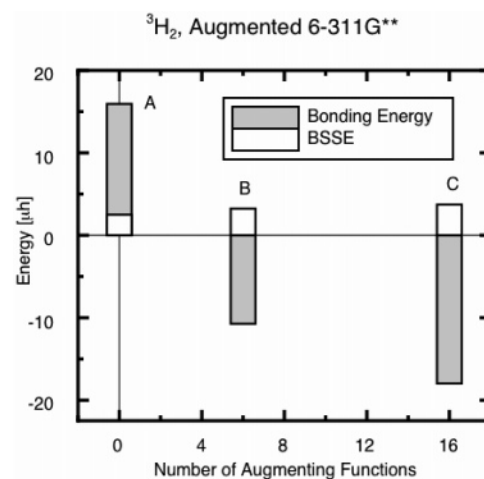 ³H₂, Augmented 6-311G**
20
10
0
-10
-20
Energy [μh]
A
B
C
Bonding Energy
BSSE
0 4 8 12 16
Number of Augmenting Functions